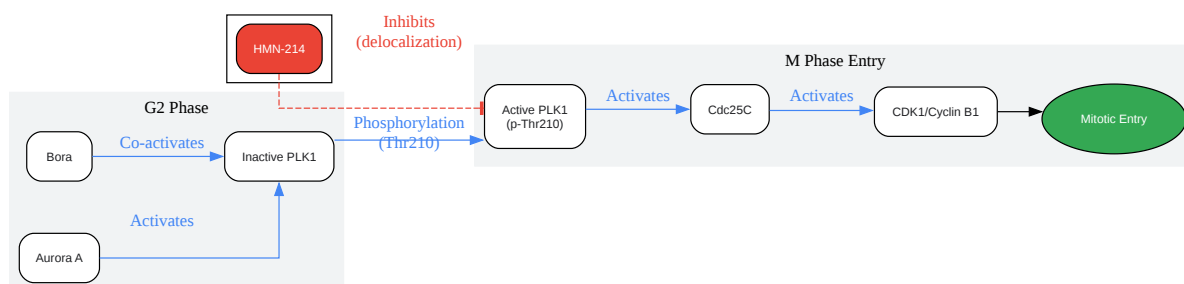 Inhibits
(delocalization)
HMN-214
M Phase Entry
G2 Phase
Activates
Activates
Active PLK1
(p-Thr210)
Cdc25C
CDK1/Cyclin B1
Mitotic Entry
Phosphorylation
(Thr210)
Co-activates
Bora
Inactive PLK1
Activates
Aurora A